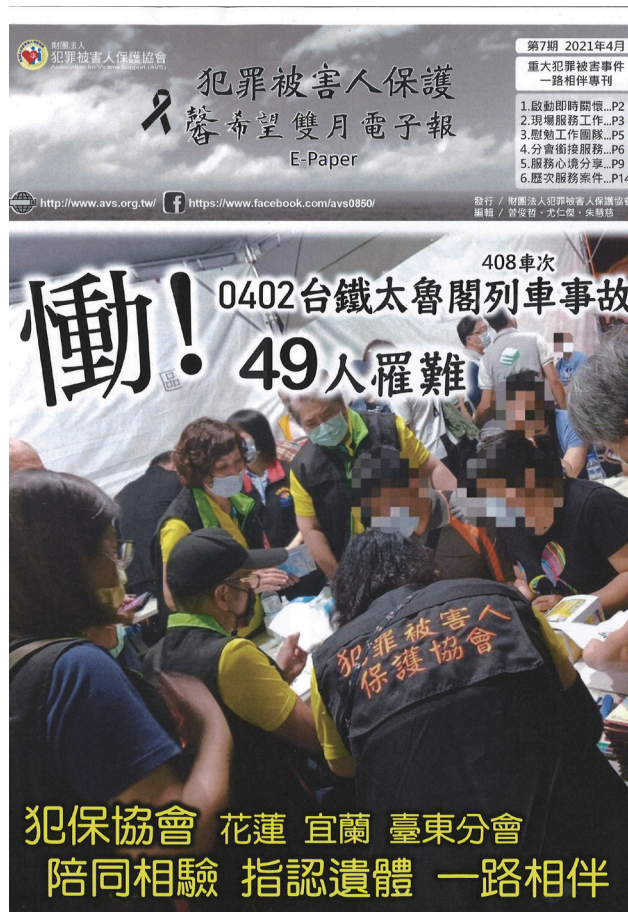 財團法人
犯罪被害人保護協會
Association for Victims Support (AVS)
犯罪被害人保護
馨希望雙月電子報
E-Paper
第7期 2021年4月
重大犯罪被害事件
一路相伴專刊
1.啟動即時關懷...P2
2.現場服務工作...P3
3.慰勉工作團隊...P5
4.分會銜接服務...P6
5.服務心境分享...P9
6.歷次服務案件...P14
http://www.avs.org.tw/
https://www.facebook.com/avs0850/
發行 / 財團法人犯罪被害人保護協會
編輯 / 曾俊哲・尤仁傑・朱慧慈
慟!
408車次
0402台鐵太魯閣列車事故
49人罹難
區
犯罪被害人
保護協會
犯保協會 花蓮 宜蘭 臺東分會
陪同相驗 指認遺體 一路相伴